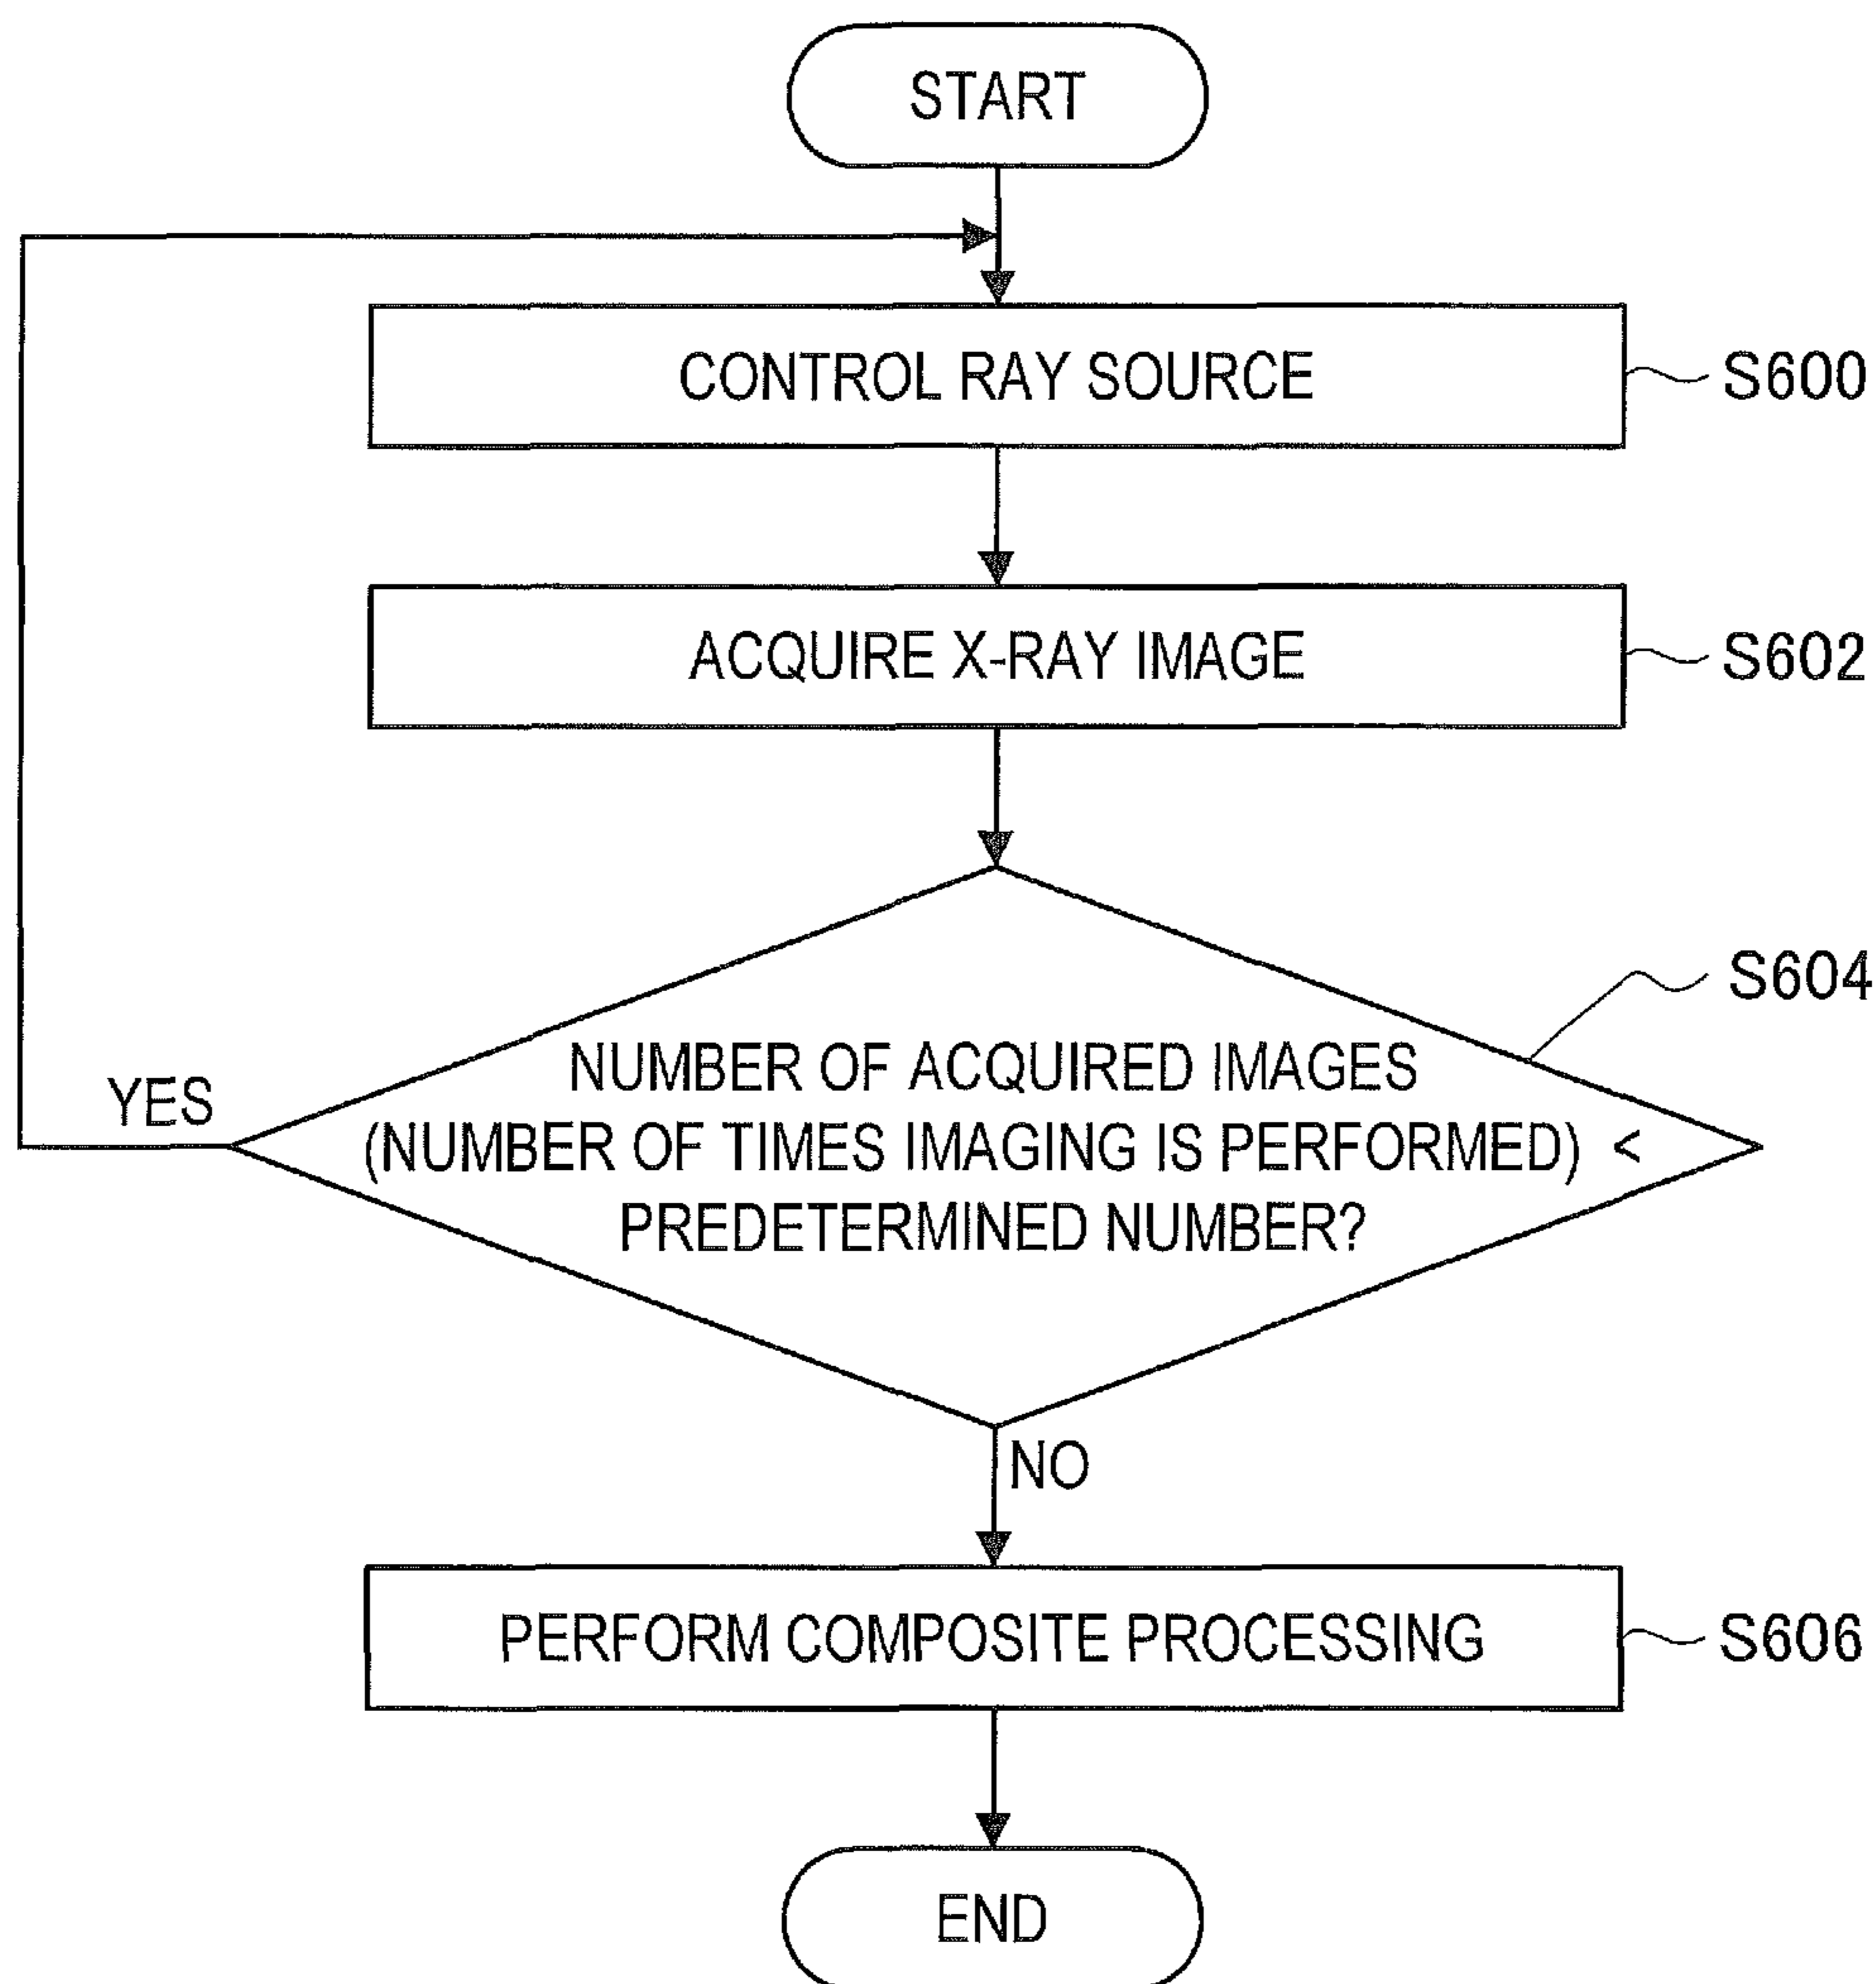 START
CONTROL RAY SOURCE
S600
ACQUIRE X-RAY IMAGE
S602
S604
NUMBER OF ACQUIRED IMAGES
(NUMBER OF TIMES IMAGING IS PERFORMED) <
PREDETERMINED NUMBER?
YES
NO
PERFORM COMPOSITE PROCESSING
S606
END